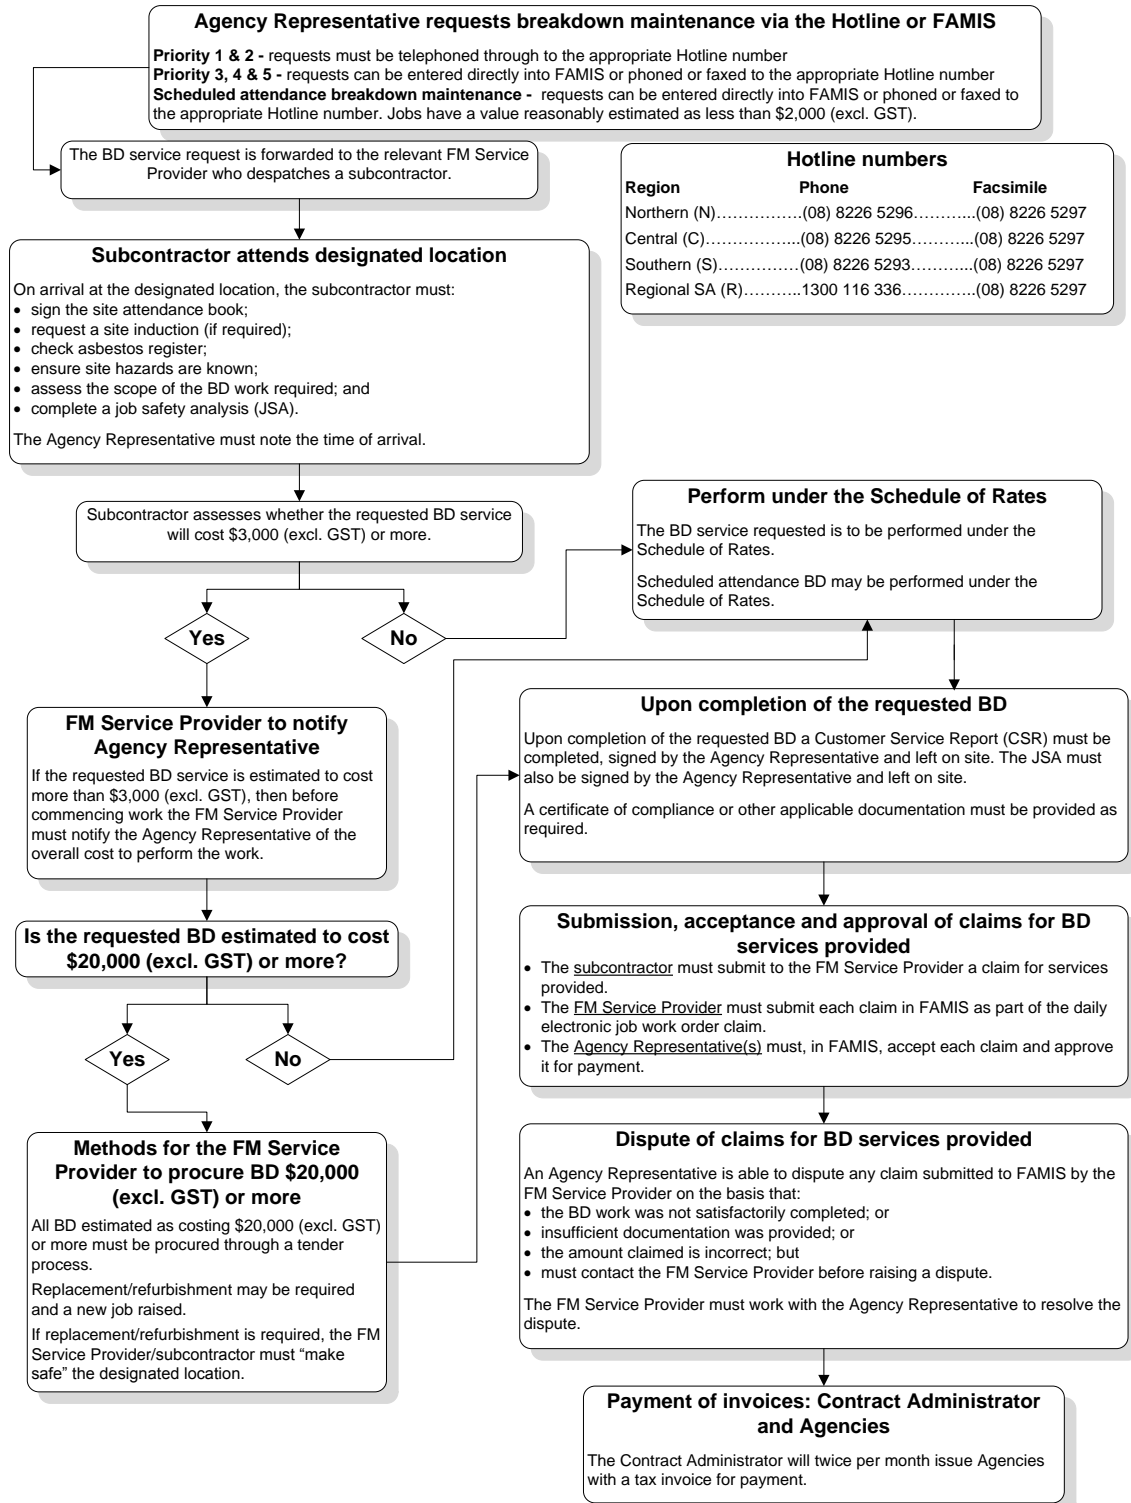 Agency Representative requests breakdown maintenance via the Hotline or FAMIS
Priority 1 & 2 - requests must be telephoned through to the appropriate Hotline number
Priority 3, 4 & 5 - requests can be entered directly into FAMIS or phoned or faxed to the appropriate Hotline number
Scheduled attendance breakdown maintenance - requests can be entered directly into FAMIS or phoned or faxed to
the appropriate Hotline number. Jobs have a value reasonably estimated as less than $2,000 (excl. GST).
The BD service request is forwarded to the relevant FM Service
Provider who despatches a subcontractor.
Hotline numbers
Region Phone Facsimile
Northern (N)…………….(08) 8226 5296………...(08) 8226 5297
Central (C)……………...(08) 8226 5295………...(08) 8226 5297
Southern (S)……………(08) 8226 5293………...(08) 8226 5297
Regional SA (R)………..1300 116 336…………..(08) 8226 5297
Subcontractor attends designated location
On arrival at the designated location, the subcontractor must:
• sign the site attendance book;
• request a site induction (if required);
• check asbestos register;
• ensure site hazards are known;
• assess the scope of the BD work required; and
• complete a job safety analysis (JSA).
The Agency Representative must note the time of arrival.
Subcontractor assesses whether the requested BD service
will cost $3,000 (excl. GST) or more.
Yes
No
Perform under the Schedule of Rates
The BD service requested is to be performed under the
Schedule of Rates.
Scheduled attendance BD may be performed under the
Schedule of Rates.
FM Service Provider to notify
Agency Representative
If the requested BD service is estimated to cost
more than $3,000 (excl. GST), then before
commencing work the FM Service Provider
must notify the Agency Representative of the
overall cost to perform the work.
Is the requested BD estimated to cost
$20,000 (excl. GST) or more?
Yes
No
Methods for the FM Service
Provider to procure BD $20,000
(excl. GST) or more
All BD estimated as costing $20,000 (excl. GST)
or more must be procured through a tender
process.
Replacement/refurbishment may be required
and a new job raised.
If replacement/refurbishment is required, the FM
Service Provider/subcontractor must “make
safe” the designated location.
Upon completion of the requested BD
Upon completion of the requested BD a Customer Service Report (CSR) must be
completed, signed by the Agency Representative and left on site. The JSA must
also be signed by the Agency Representative and left on site.
A certificate of compliance or other applicable documentation must be provided as
required.
Submission, acceptance and approval of claims for BD
services provided
• The subcontractor must submit to the FM Service Provider a claim for services
provided.
• The FM Service Provider must submit each claim in FAMIS as part of the daily
electronic job work order claim.
• The Agency Representative(s) must, in FAMIS, accept each claim and approve
it for payment.
Dispute of claims for BD services provided
An Agency Representative is able to dispute any claim submitted to FAMIS by the
FM Service Provider on the basis that:
• the BD work was not satisfactorily completed; or
• insufficient documentation was provided; or
• the amount claimed is incorrect; but
• must contact the FM Service Provider before raising a dispute.
The FM Service Provider must work with the Agency Representative to resolve the
dispute.
Payment of invoices: Contract Administrator
and Agencies
The Contract Administrator will twice per month issue Agencies
with a tax invoice for payment.